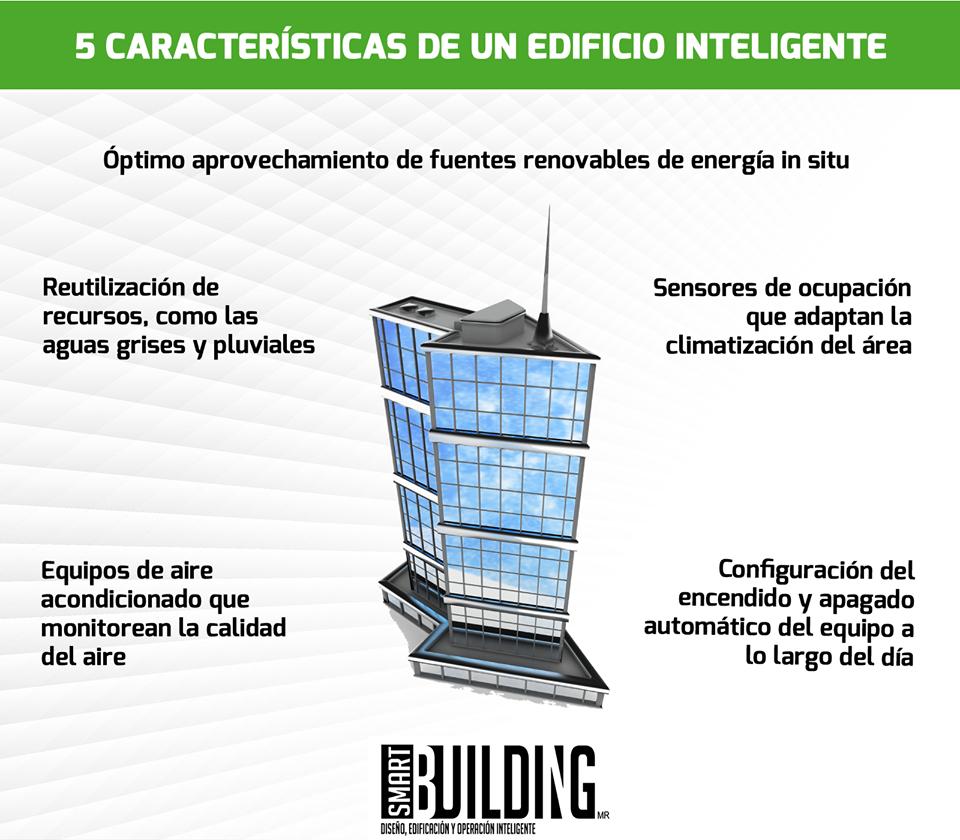 5 CARACTERÍSTICAS DE UN EDIFICIO INTELIGENTE
Óptimo aprovechamiento de fuentes renovables de energía in situ
Reutilización de
recursos, como las
aguas grises y pluviales
Sensores de ocupación
que adaptan la
climatización del área
Equipos de aire
acondicionado que
monitorean la calidad
del aire
Configuración del
encendido y apagado
automático del equipo a
lo largo del día
SMART
BUILDING
MR
DISEÑO, EDIFICACIÓN Y OPERACIÓN INTELIGENTE